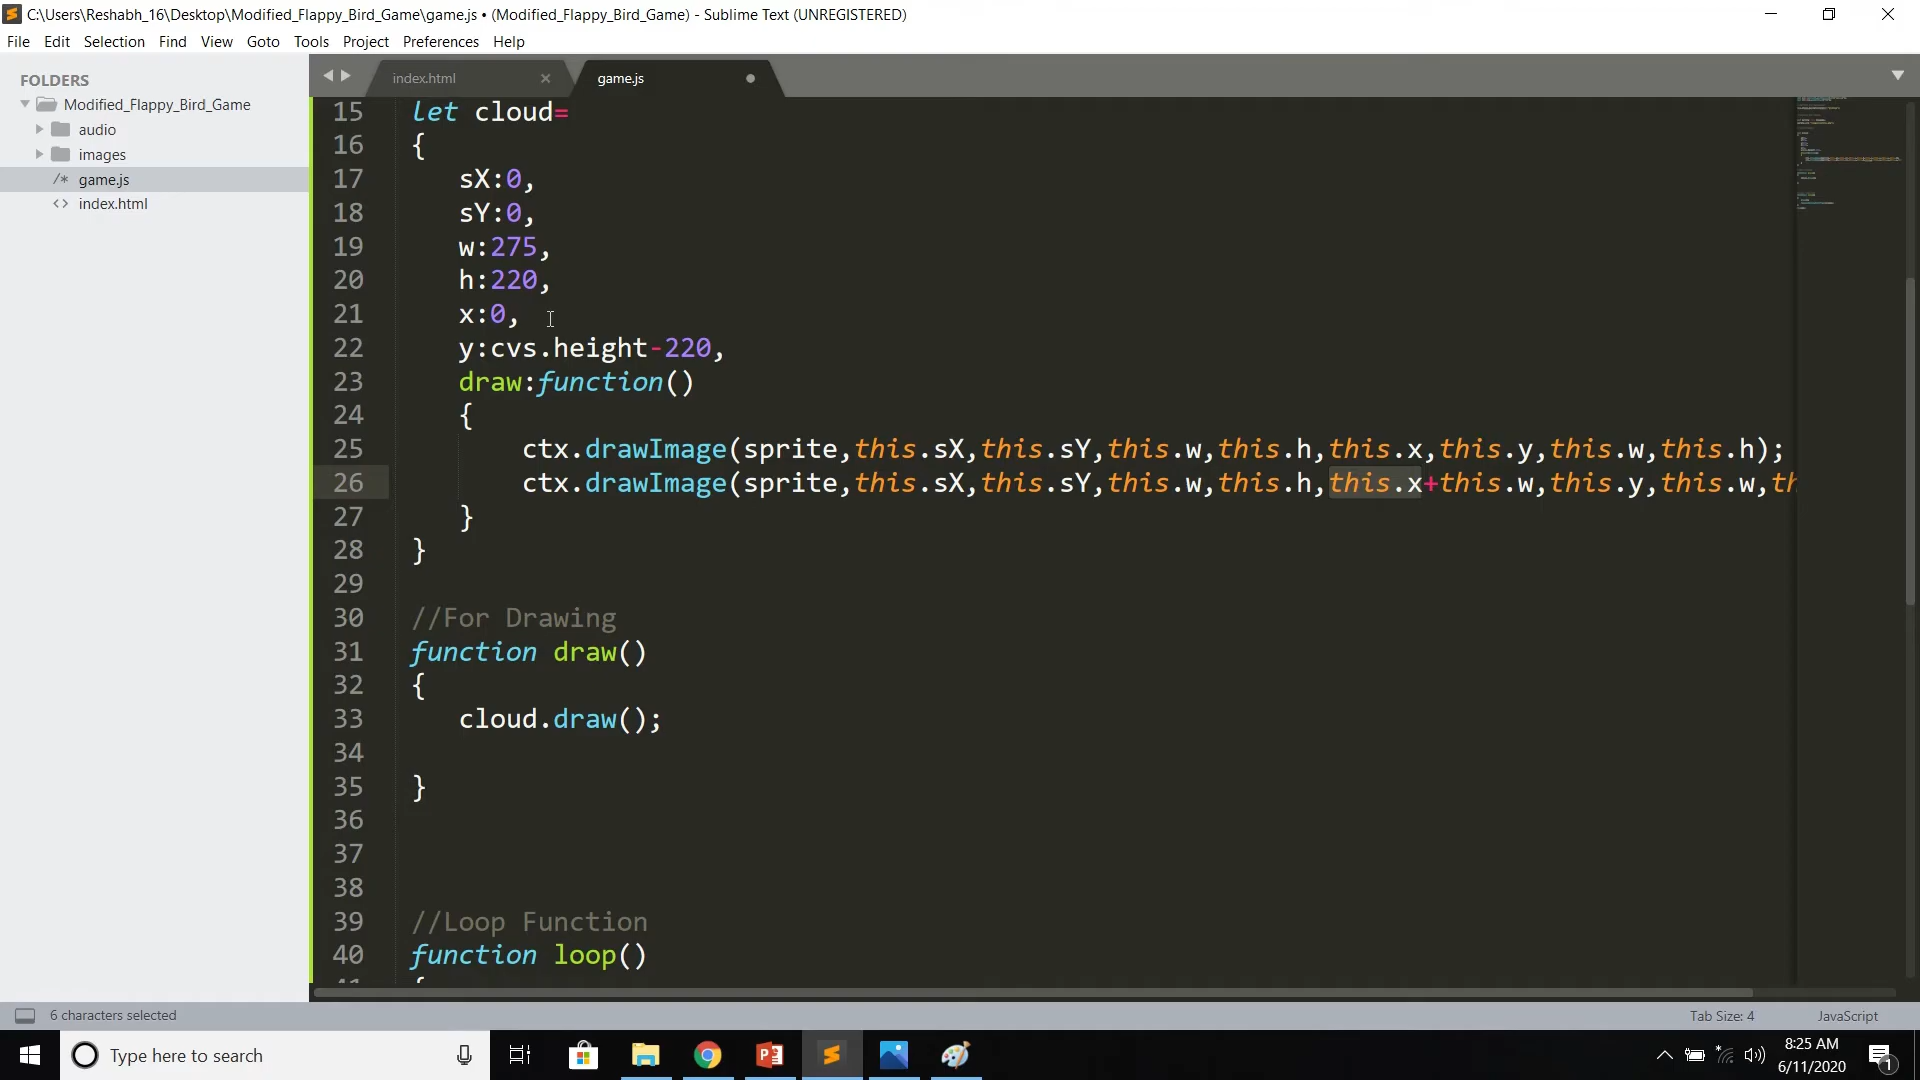 C:\Users\Reshabh_16\Desktop\Modified_Flappy_Bird_Game\game.js • (Modified_Flappy_Bird_Game) - Sublime Text (UNREGISTERED)
File Edit Selection Find View Goto Tools Project Preferences Help
FOLDERS
Modified_Flappy_Bird_Game
audio
images
/* game.js
<> index.html
index.html × game.js
15 let cloud=
16 {
17 sX:0,
18 sY:0,
19 w:275,
20 h:220,
21 x:0,
22 y:cvs.height-220,
23 draw:function()
24 {
25 ctx.drawImage(sprite,this.sX,this.sY,this.w,this.h,this.x,this.y,this.w,this.h);
26 ctx.drawImage(sprite,this.sX,this.sY,this.w,this.h,this.x+this.w,this.y,this.w,th
27 }
28 }
29
30 //For Drawing
31 function draw()
32 {
33 cloud.draw();
34
35 }
36
37
38
39 //Loop Function
40 function loop()
6 characters selected
Tab Size: 4
JavaScript
Type here to search
8:25 AM
6/11/2020
1